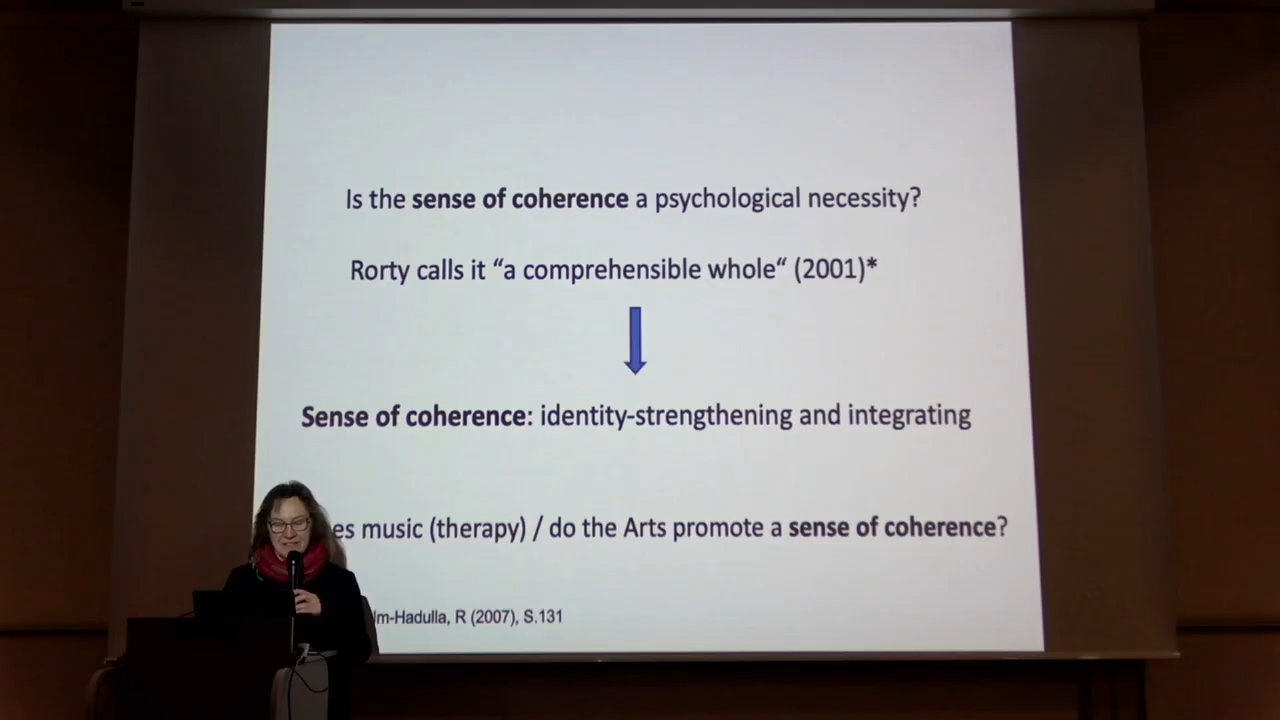 Is the sense of coherence a psychological necessity?
Rorty calls it “a comprehensible whole“ (2001)*
Sense of coherence: identity-strengthening and integrating
es music (therapy) / do the Arts promote a sense of coherence?
lm-Hadulla, R (2007), S.131